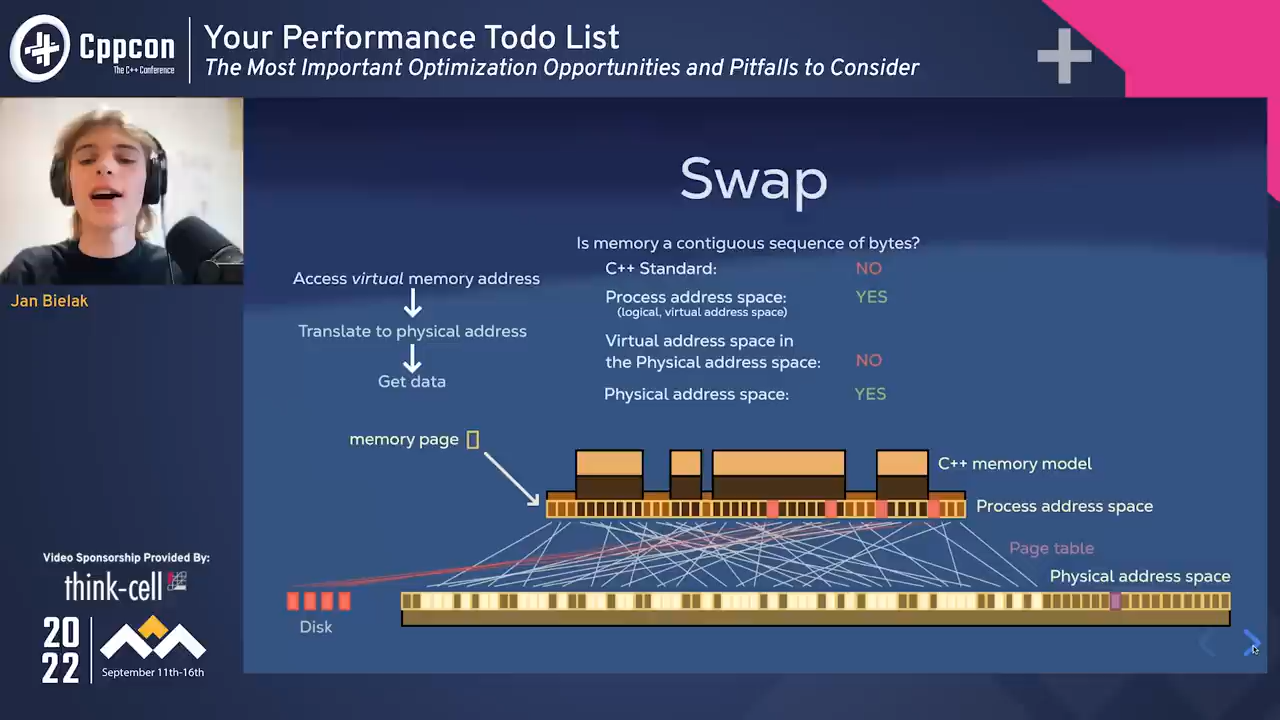 Cppcon
The C++ Conference
Your Performance Todo List
The Most Important Optimization Opportunities and Pitfalls to Consider
Jan Bielak
Swap
Is memory a contiguous sequence of bytes?
C++ Standard: NO
Process address space: YES
(logical, virtual address space)
Virtual address space in
the Physical address space: NO
Physical address space: YES
Access virtual memory address
Translate to physical address
Get data
memory page
C++ memory model
Process address space
Page table
Physical address space
Disk
Video Sponsorship Provided By:
think-cell
20
22
September 11th-16th